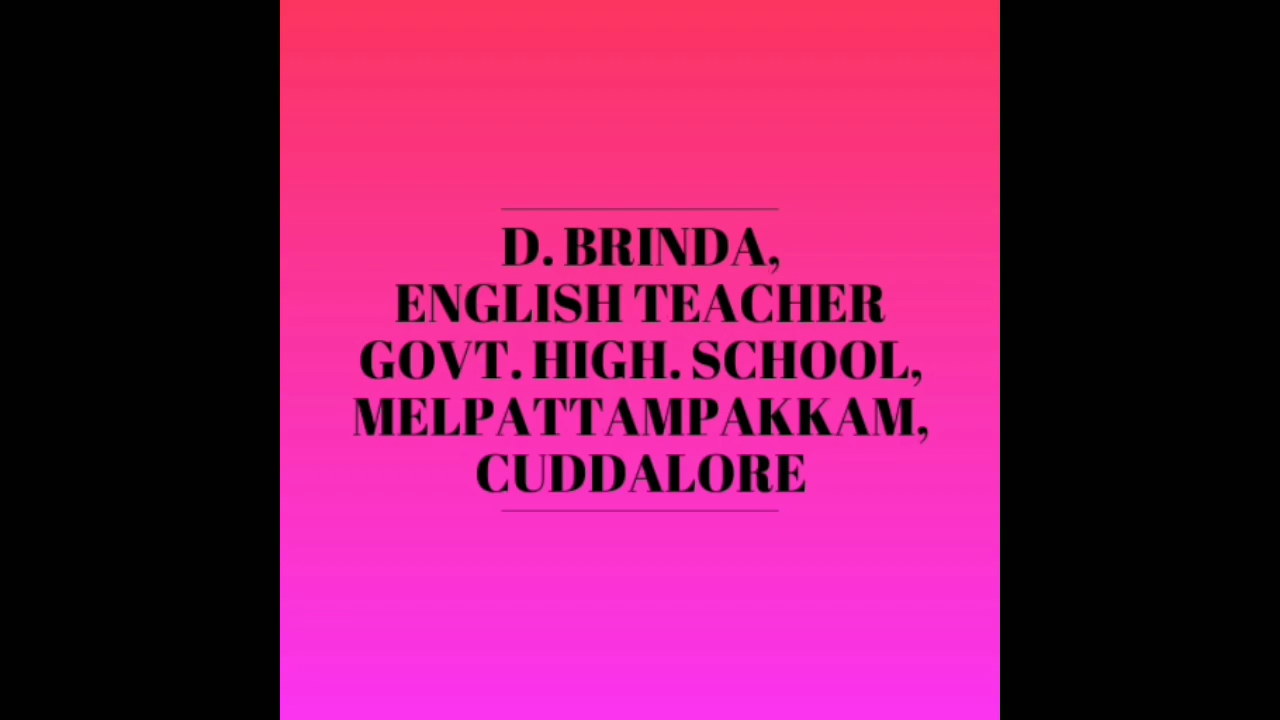 D. BRINDA,
ENGLISH TEACHER
GOVT. HIGH. SCHOOL,
MELPATTAMPAKKAM,
CUDDALORE